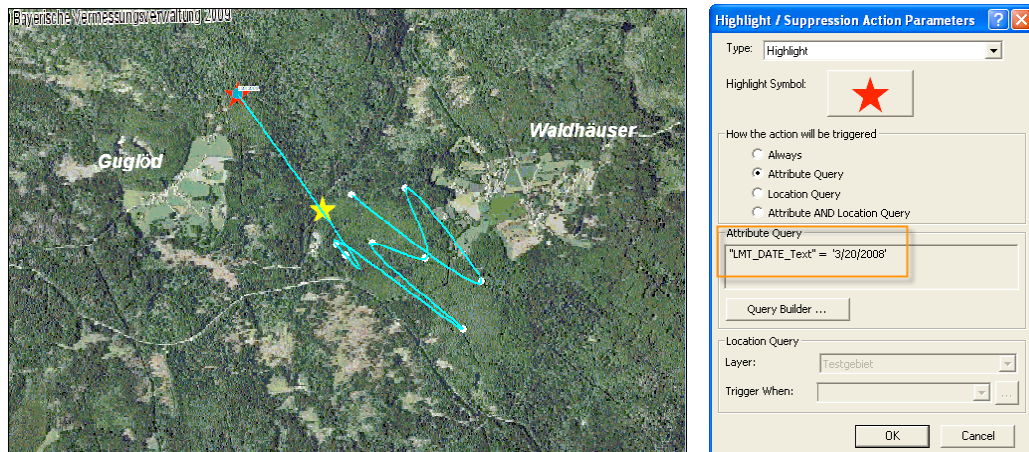 Bayerische Vermessungsverwaltung 2009
Waldhäuser
Guglöd
Highlight / Suppression Action Parameters
Type:
Highlight
Highlight Symbol:
How the action will be triggered
Always
Attribute Query
Location Query
Attribute AND Location Query
Attribute Query
"LMT_DATE_Text" = '3/20/2008'
Query Builder ...
Location Query
Layer:
Testgebiet
Trigger When:
...
OK
Cancel